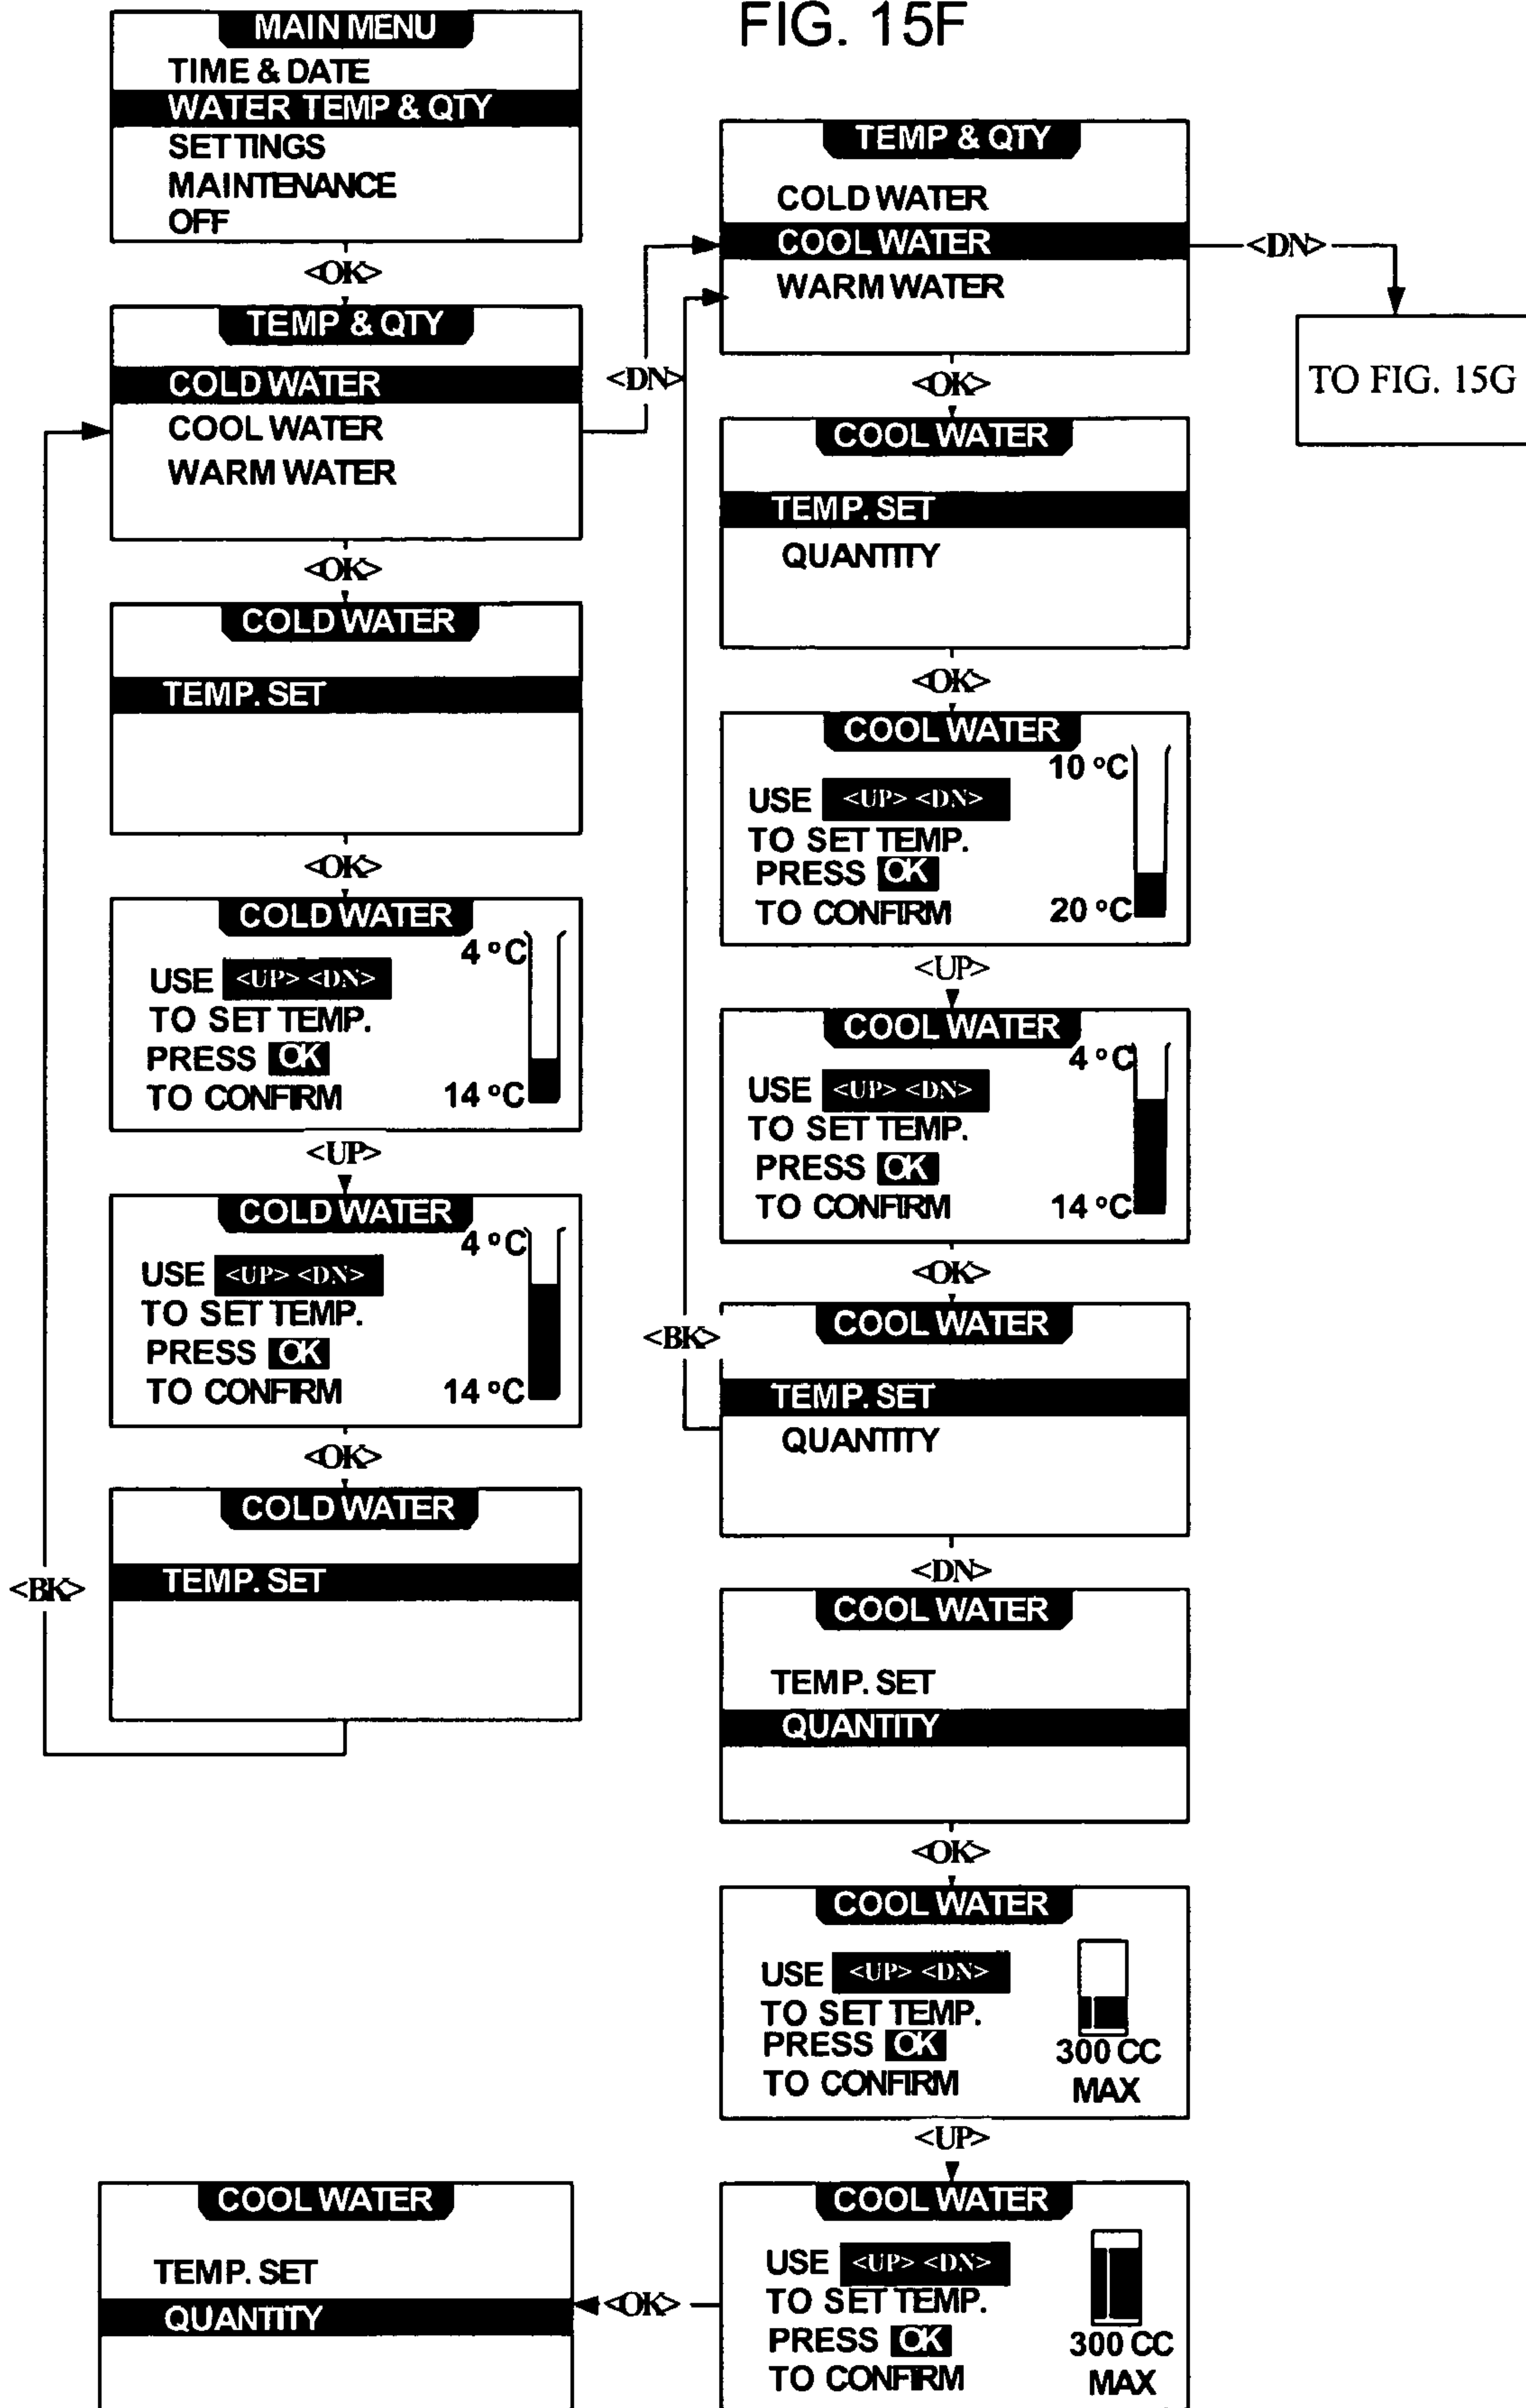 FIG. 15F
MAIN MENU
TIME & DATE
WATER TEMP & QTY
SETTINGS
MAINTENANCE
OFF
<OK>
TEMP & QTY
COLD WATER
COOL WATER
WARM WATER
<DN>
<OK>
COLD WATER
TEMP. SET
<OK>
COLD WATER
4 °C
USE <UP> <DN>
TO SET TEMP.
PRESS OK
TO CONFIRM
14 °C
<UP>
COLD WATER
4 °C
USE <UP> <DN>
TO SET TEMP.
PRESS OK
TO CONFIRM
14 °C
<OK>
COLD WATER
TEMP. SET
<BK>
TEMP & QTY
COLD WATER
COOL WATER
WARM WATER
<DN>
TO FIG. 15G
<OK>
COOL WATER
TEMP. SET
QUANTITY
<OK>
COOL WATER
10 °C
USE <UP> <DN>
TO SET TEMP.
PRESS OK
TO CONFIRM
20 °C
<UP>
COOL WATER
4 °C
USE <UP> <DN>
TO SET TEMP.
PRESS OK
TO CONFIRM
14 °C
<OK>
COOL WATER
TEMP. SET
QUANTITY
<BK>
<DN>
COOL WATER
TEMP. SET
QUANTITY
<OK>
COOL WATER
USE <UP> <DN>
TO SET TEMP.
PRESS OK
TO CONFIRM
300 CC
MAX
<UP>
COOL WATER
USE <UP> <DN>
TO SET TEMP.
PRESS OK
TO CONFIRM
300 CC
MAX
<OK>
COOL WATER
TEMP. SET
QUANTITY